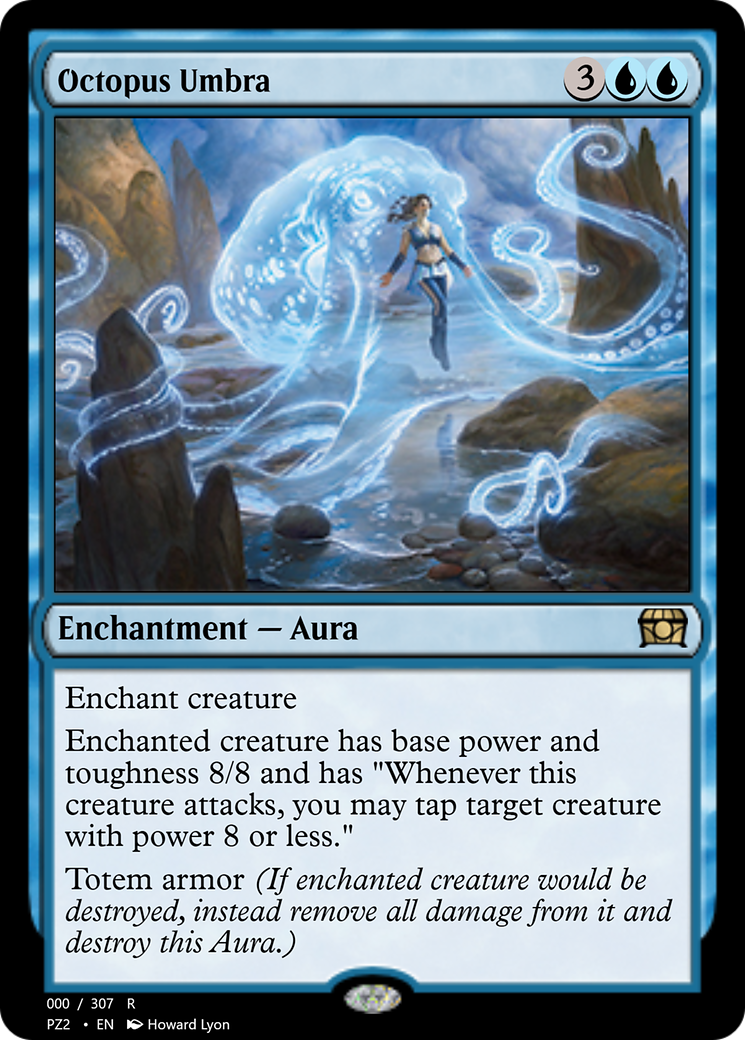 Octopus Umbra 3
Enchantment — Aura
Enchant creature
Enchanted creature has base power and
toughness 8/8 and has "Whenever this
creature attacks, you may tap target creature
with power 8 or less."
Totem armor (If enchanted creature would be
destroyed, instead remove all damage from it and
destroy this Aura.)
000 / 307 R
PZ2 • EN Howard Lyon